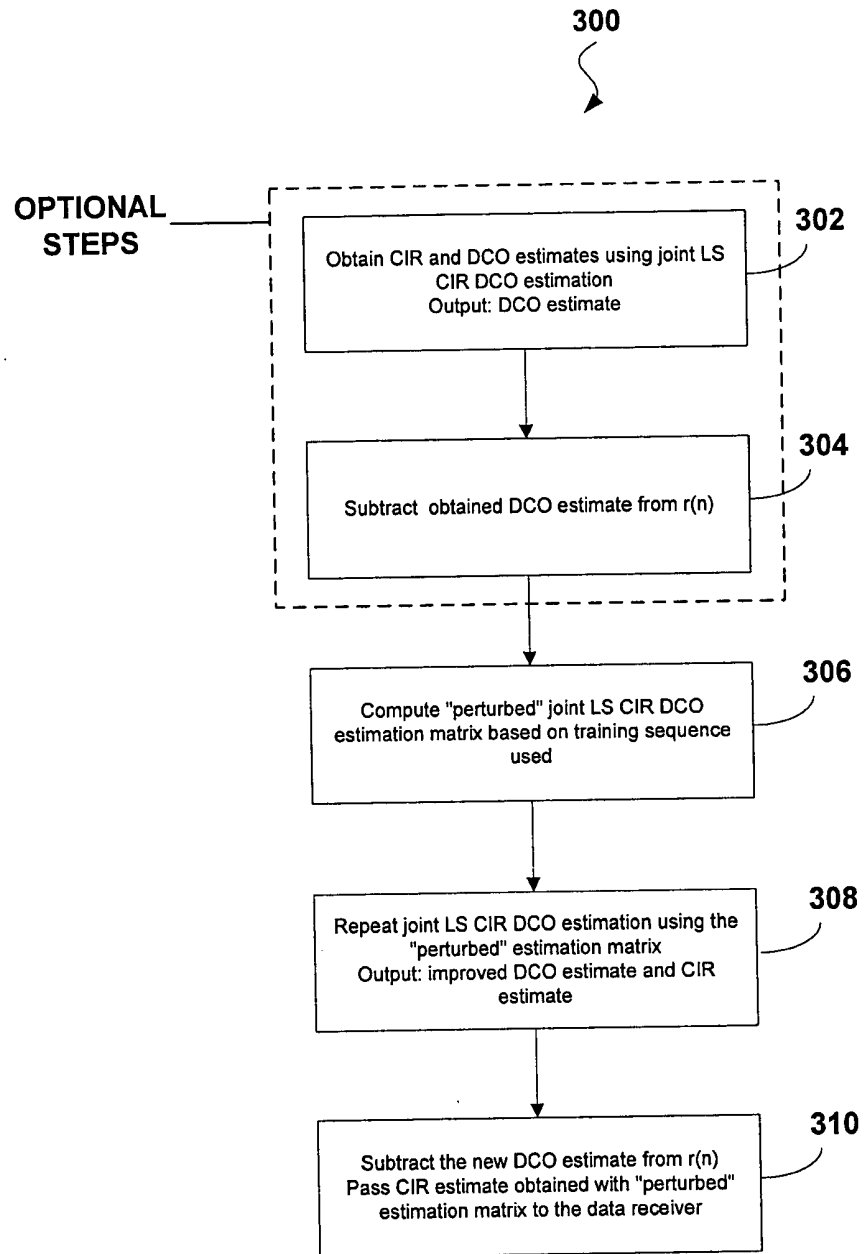 300
OPTIONAL
STEPS
302
Obtain CIR and DCO estimates using joint LS
CIR DCO estimation
Output: DCO estimate
304
Subtract obtained DCO estimate from r(n)
306
Compute "perturbed" joint LS CIR DCO
estimation matrix based on training sequence
used
308
Repeat joint LS CIR DCO estimation using the
"perturbed" estimation matrix
Output: improved DCO estimate and CIR
estimate
310
Subtract the new DCO estimate from r(n)
Pass CIR estimate obtained with "perturbed"
estimation matrix to the data receiver